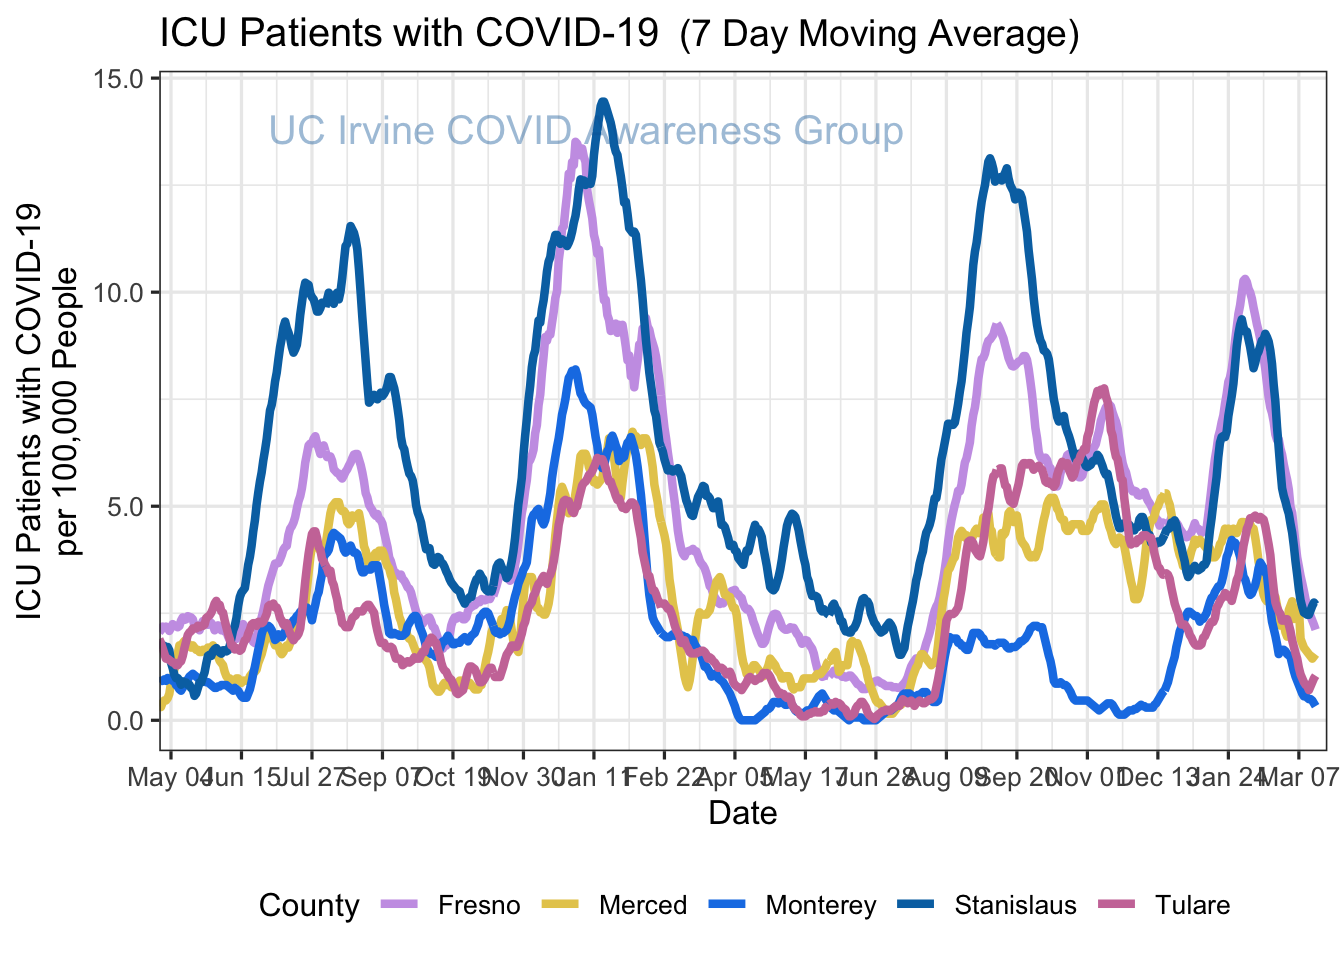 ICU Patients with COVID-19 (7 Day Moving Average)
UC Irvine COVID Awareness Group
ICU Patients with COVID-19
per 100,000 People
15.0
10.0
5.0
0.0
May 04 Jun 15 Jul 27 Sep 07 Oct 19 Nov 30 Jan 11 Feb 22 Apr 05 May 17 Jun 28 Aug 09 Sep 20 Nov 01 Dec 13 Jan 24 Mar 07
Date
County Fresno Merced Monterey Stanislaus Tulare